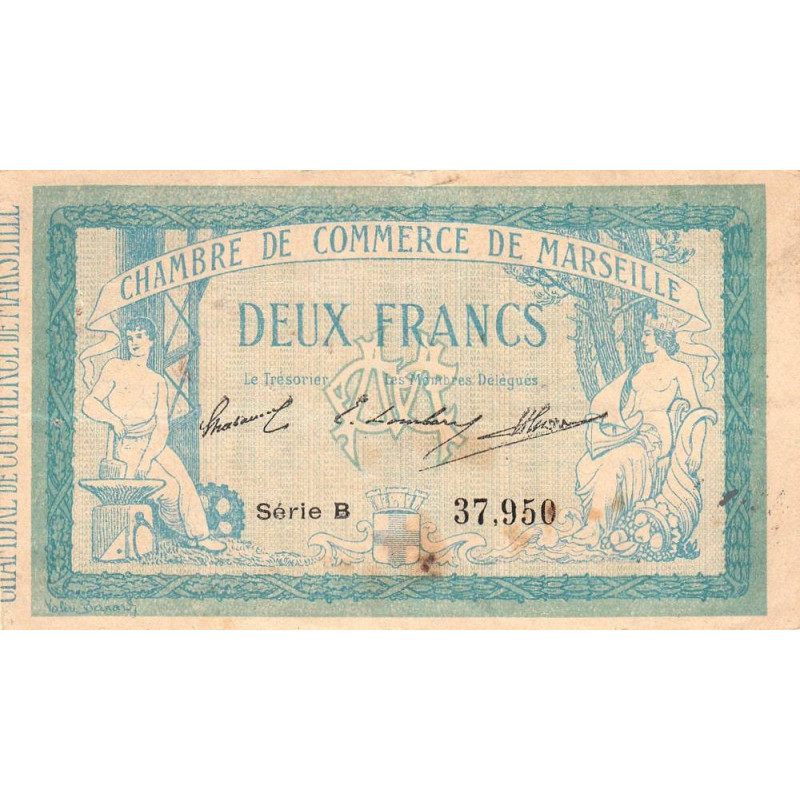 CHAMBRE DE COMMERCE DE MARSEILLE
CHAMBRE DE COMMERCE DE MARSEILLE
DEUX FRANCS
Le Trésorier Les Membres Délégués
E. Lombard
Série B 37,950